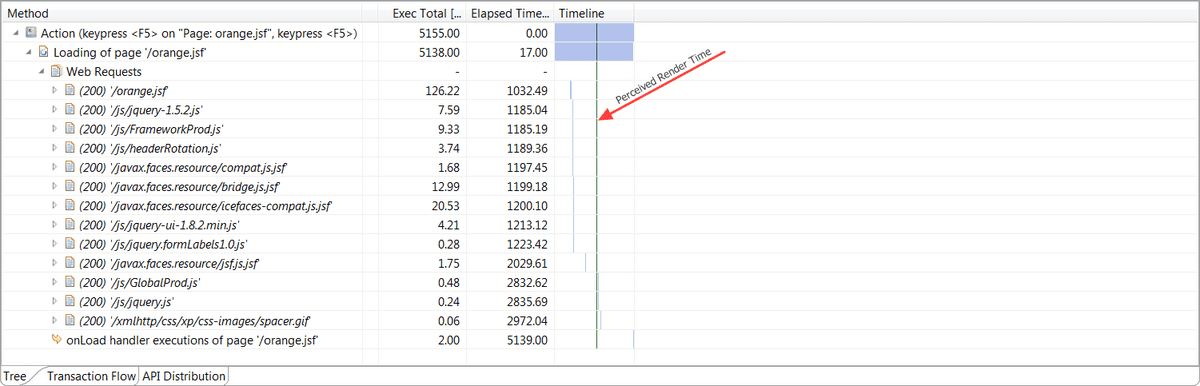 Method Exec Total [... Elapsed Time... Timeline
Action (keypress <F5> on "Page: orange.jsf", keypress <F5>) 5155.00 0.00
Loading of page '/orange.jsf' 5138.00 17.00
Web Requests - -
(200) '/orange.jsf' 126.22 1032.49
(200) '/js/jquery-1.5.2.js' 7.59 1185.04
(200) '/js/FrameworkProd.js' 9.33 1185.19
(200) '/js/headerRotation.js' 3.74 1189.36
(200) '/javax.faces.resource/compat.js.jsf' 1.68 1197.45
(200) '/javax.faces.resource/bridge.js.jsf' 12.99 1199.18
(200) '/javax.faces.resource/icefaces-compat.js.jsf' 20.53 1200.10
(200) '/js/jquery-ui-1.8.2.min.js' 4.21 1213.12
(200) '/js/jquery.formLabels1.0.js' 0.28 1223.42
(200) '/javax.faces.resource/jsf.js.jsf' 1.75 2029.61
(200) '/js/GlobalProd.js' 0.48 2832.62
(200) '/js/jquery.js' 0.24 2835.69
(200) '/xmlhttp/css/xp/css-images/spacer.gif' 0.06 2972.04
onLoad handler executions of page '/orange.jsf' 2.00 5139.00
Perceived Render Time
Tree Transaction Flow API Distribution